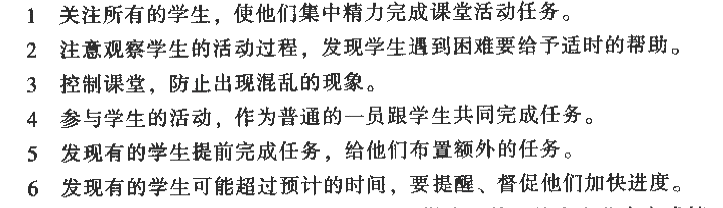 1 关注所有的学生，使他们集中精力完成课堂活动任务。
2 注意观察学生的活动过程，发现学生遇到困难要给予适时的帮助。
3 控制课堂，防止出现混乱的现象。
4 参与学生的活动，作为普通的一员跟学生共同完成任务。
5 发现有的学生提前完成任务，给他们布置额外的任务。
6 发现有的学生可能超过预计的时间，要提醒、督促他们加快进度。